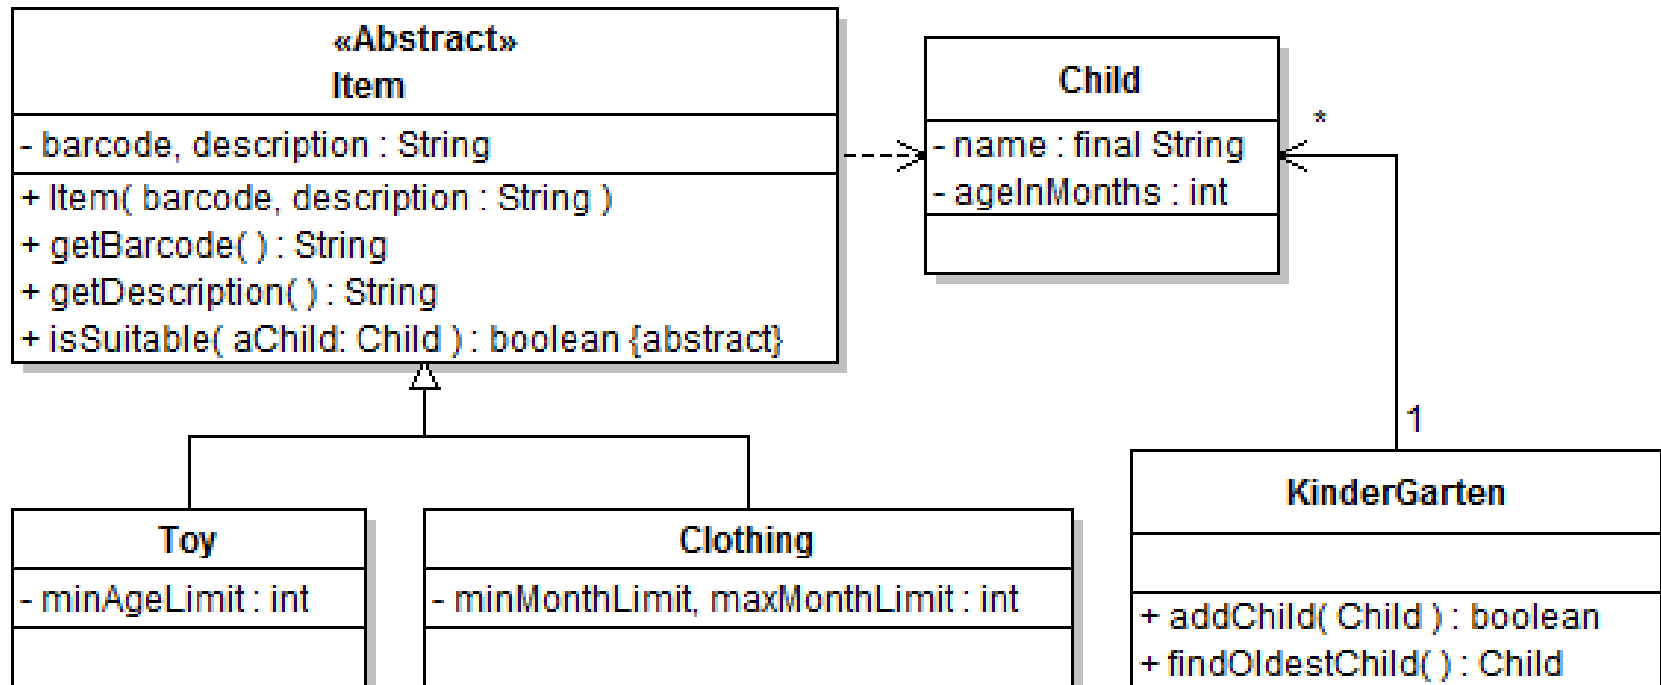 «Abstract»
Item
- barcode, description : String
+ Item( barcode, description : String )
+ getBarcode( ) : String
+ getDescription( ) : String
+ isSuitable( aChild: Child ) : boolean {abstract}
Child
- name : final String
- ageInMonths : int
*
1
Toy
- minAgeLimit : int
Clothing
- minMonthLimit, maxMonthLimit : int
KinderGarten
+ addChild( Child ) : boolean
+ findOldestChild( ) : Child